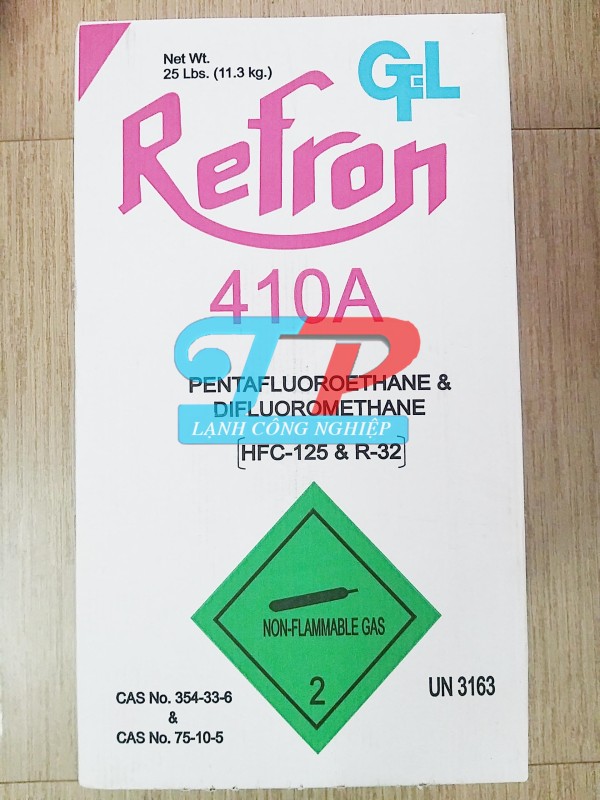 Net Wt.
25 Lbs. (11.3 kg.)
GFL
Refron
410A
TP
PENTAFLUOROETHANE &
DIFLUOROMETHANE
LẠNH CÔNG NGHIỆP
[HFC-125 & R-32]
NON-FLAMMABLE GAS
2
UN 3163
CAS No. 354-33-6
&
CAS No. 75-10-5